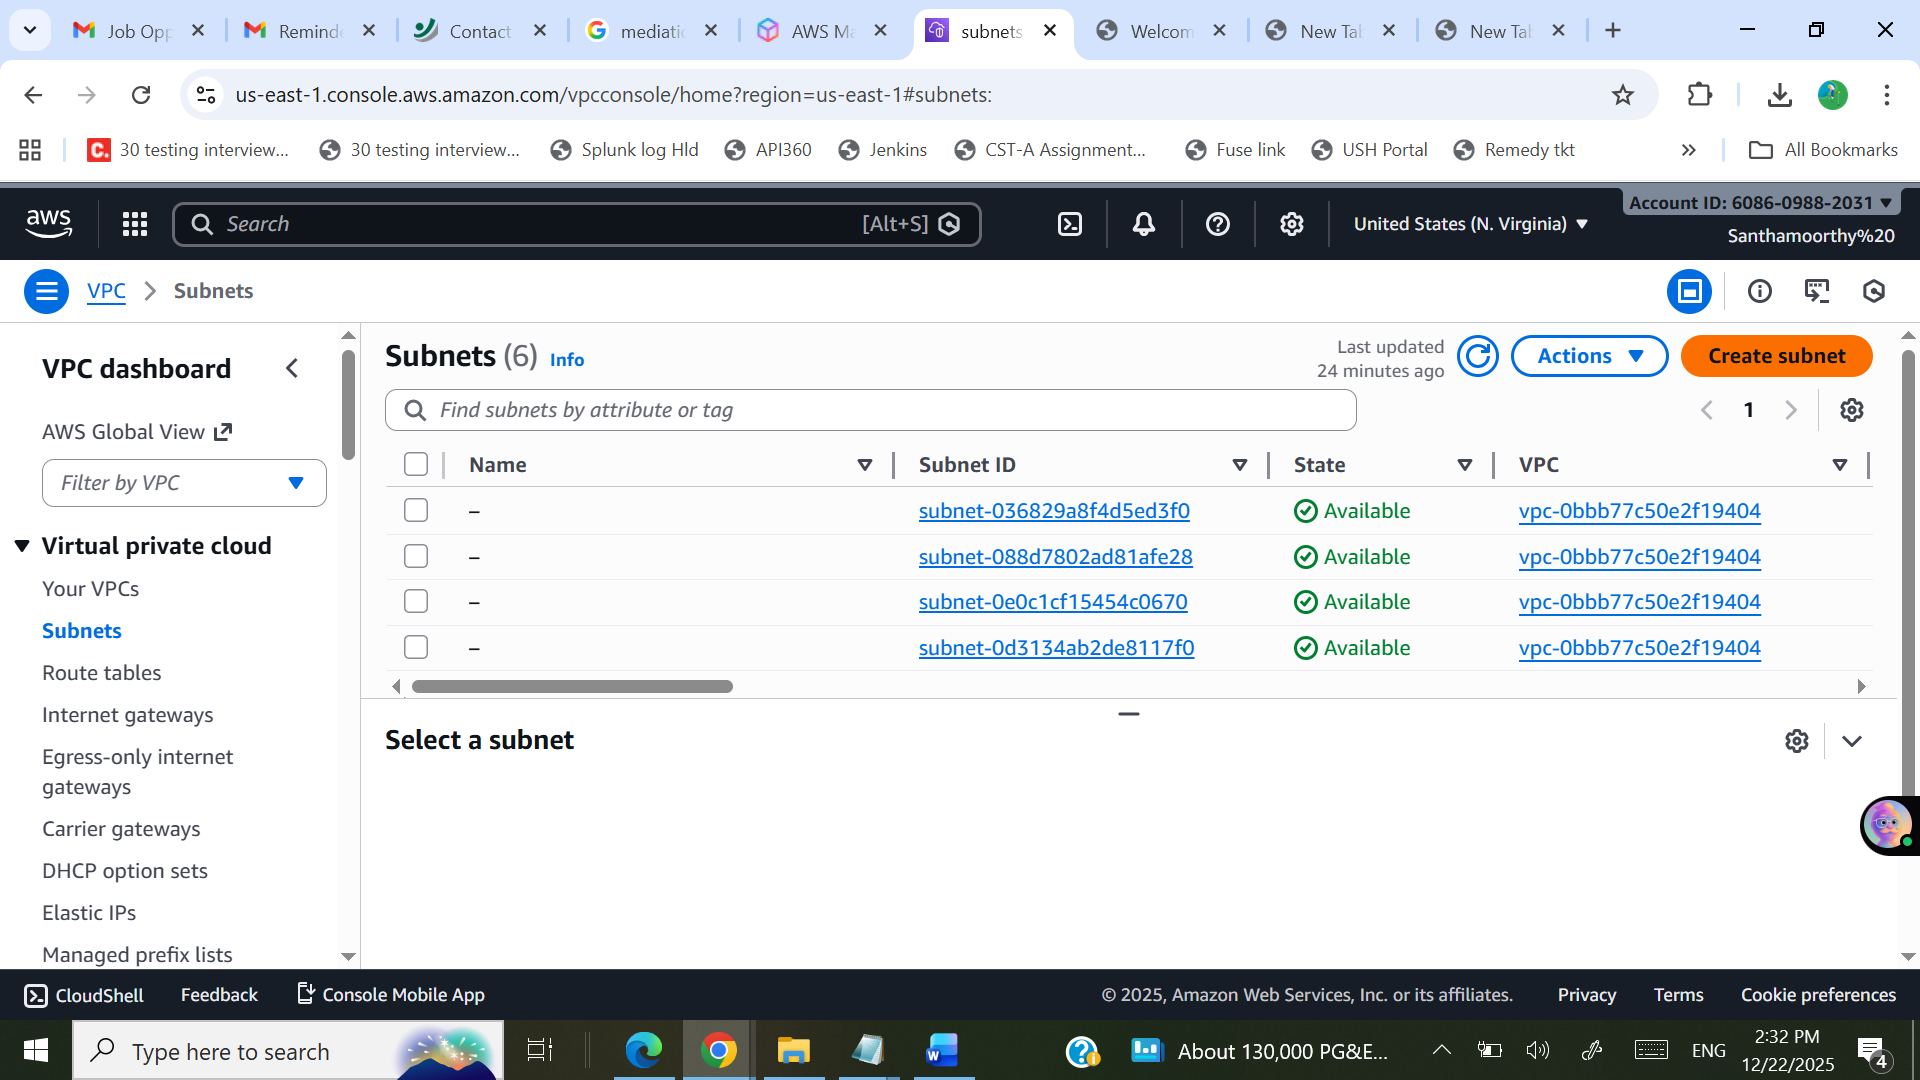 Job Opp
Reminde
Contact
mediatio
AWS Ma
subnets
Welcom
New Tab
New Tab
us-east-1.console.aws.amazon.com/vpcconsole/home?region=us-east-1#subnets:
C. 30 testing interview...
30 testing interview...
Splunk log Hld
API360
Jenkins
CST-A Assignment...
Fuse link
USH Portal
Remedy tkt
All Bookmarks
aws
Search
[Alt+S]
United States (N. Virginia)
Account ID: 6086-0988-2031
Santhamoorthy%20
VPC
Subnets
VPC dashboard
AWS Global View
Filter by VPC
Virtual private cloud
Your VPCs
Subnets
Route tables
Internet gateways
Egress-only internet
gateways
Carrier gateways
DHCP option sets
Elastic IPs
Managed prefix lists
Subnets (6) Info
Last updated
24 minutes ago
Actions
Create subnet
Find subnets by attribute or tag
1
Name Subnet ID State VPC
– subnet-036829a8f4d5ed3f0 Available vpc-0bbb77c50e2f19404
– subnet-088d7802ad81afe28 Available vpc-0bbb77c50e2f19404
– subnet-0e0c1cf15454c0670 Available vpc-0bbb77c50e2f19404
– subnet-0d3134ab2de8117f0 Available vpc-0bbb77c50e2f19404
Select a subnet
CloudShell
Feedback
Console Mobile App
© 2025, Amazon Web Services, Inc. or its affiliates.
Privacy
Terms
Cookie preferences
Type here to search
About 130,000 PG&E...
ENG
2:32 PM
12/22/2025
4